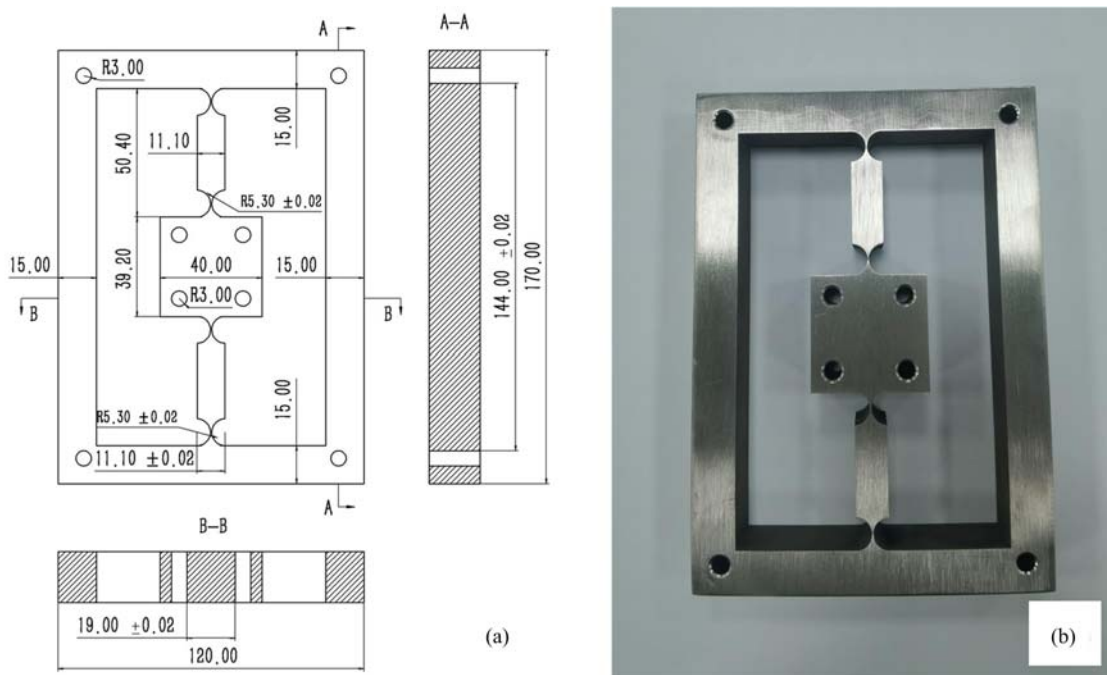 A
A-A
R3.00
15.00
11.10
50.40
R5.30 ±0.02
15.00
39.20
40.00
15.00
144.00 ±0.02
170.00
B
R3.00
B
15.00
R5.30 ±0.02
11.10 ±0.02
A
B-B
19.00 ±0.02
120.00
(a)
(b)